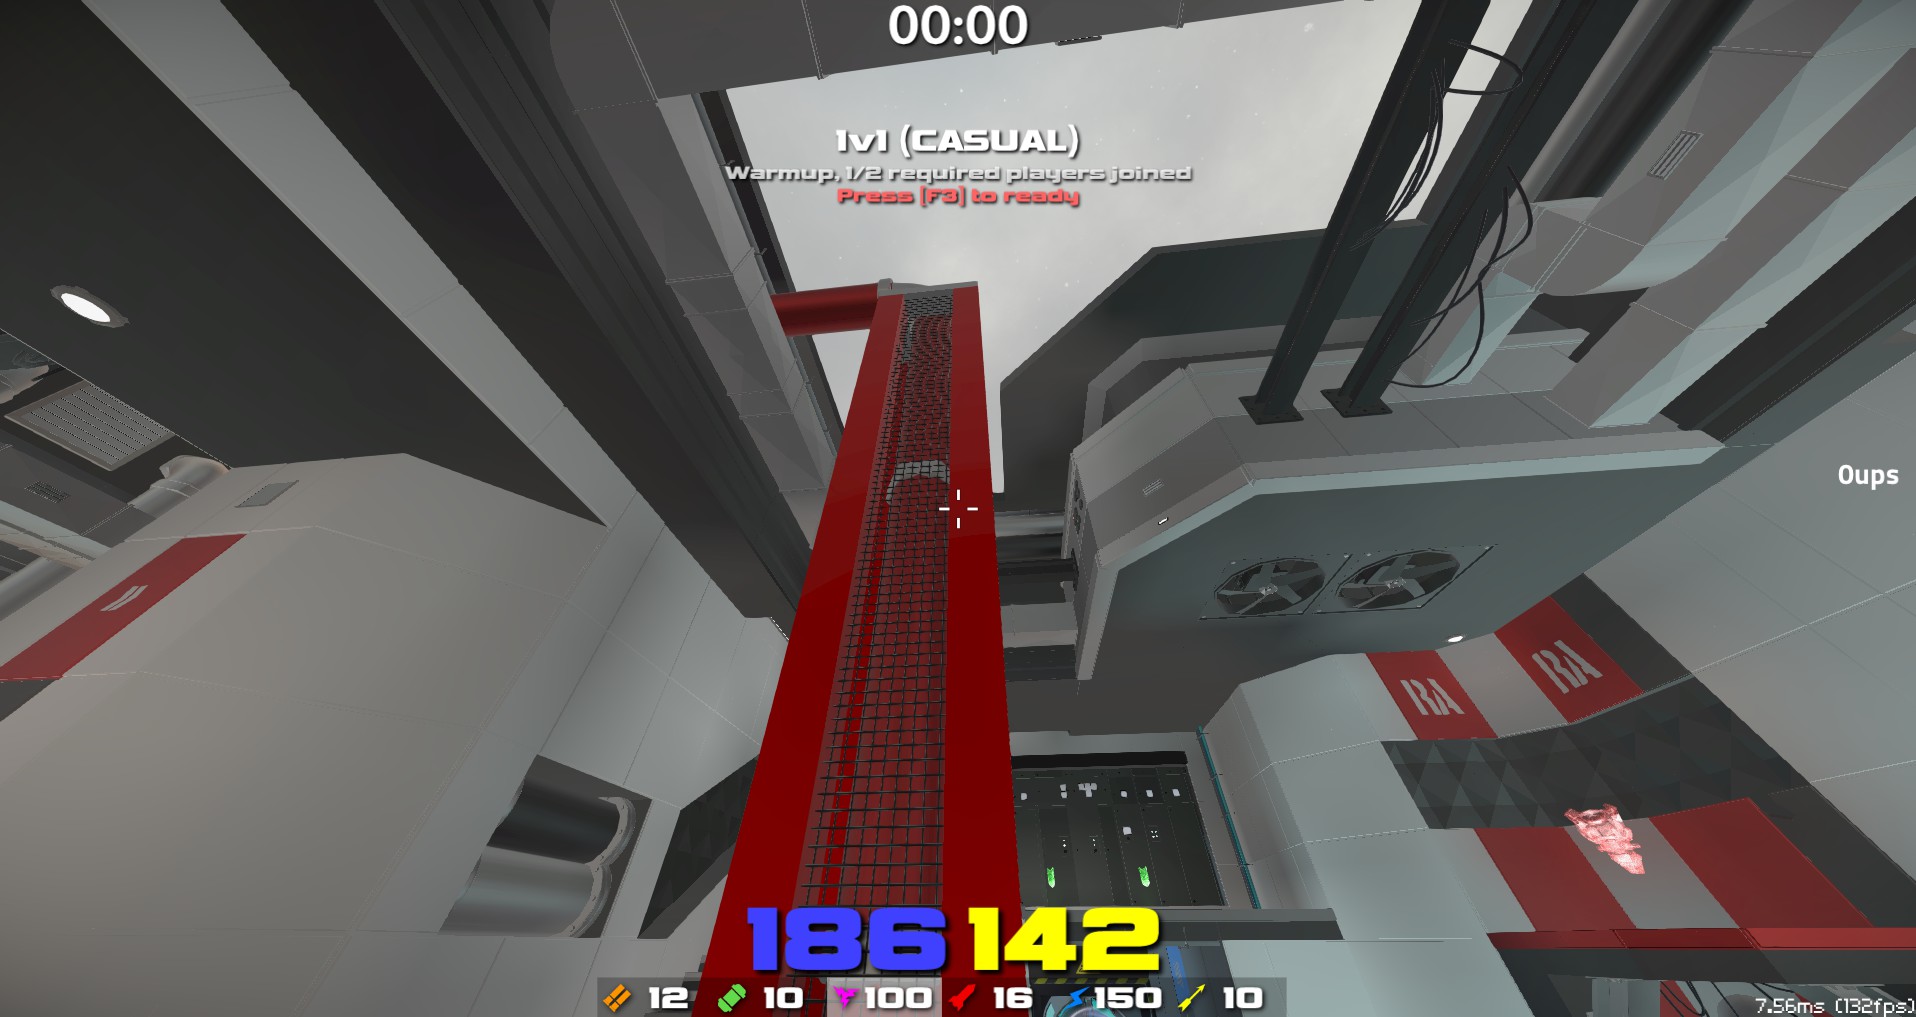 00:00
1v1 (CASUAL)
Warmup, 1/2 required players joined
Press [F3] to ready
Oups
RA
RA
186 142
12 10 100 16 150 10
7.56ms (132fps)